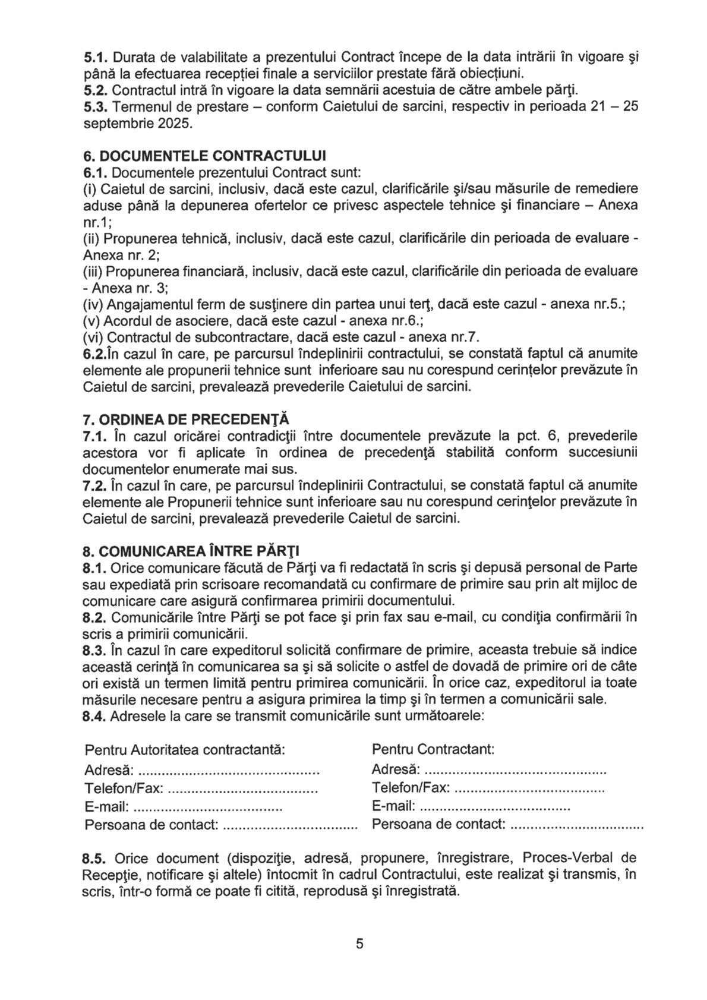 5.1. Durata de valabilitate a prezentului Contract începe de la data intrării în vigoare şi
până la efectuarea recepției finale a serviciilor prestate fără obiecțiuni.
5.2. Contractul intră în vigoare la data semnării acestuia de către ambele părţi.
5.3. Termenul de prestare – conform Caietului de sarcini, respectiv in perioada 21 – 25
septembrie 2025.
6. DOCUMENTELE CONTRACTULUI
6.1. Documentele prezentului Contract sunt:
(i) Caietul de sarcini, inclusiv, dacă este cazul, clarificările şi/sau măsurile de remediere
aduse până la depunerea ofertelor ce privesc aspectele tehnice şi financiare – Anexa
nr.1;
(ii) Propunerea tehnică, inclusiv, dacă este cazul, clarificările din perioada de evaluare -
Anexa nr. 2;
(iii) Propunerea financiară, inclusiv, dacă este cazul, clarificările din perioada de evaluare
- Anexa nr. 3;
(iv) Angajamentul ferm de susţinere din partea unui terţ, dacă este cazul - anexa nr.5.;
(v) Acordul de asociere, dacă este cazul - anexa nr.6.;
(vi) Contractul de subcontractare, dacă este cazul - anexa nr.7.
6.2.În cazul în care, pe parcursul îndeplinirii contractului, se constată faptul că anumite
elemente ale propunerii tehnice sunt  inferioare sau nu corespund cerințelor prevăzute în
Caietul de sarcini, prevalează prevederile Caietului de sarcini.
7. ORDINEA DE PRECEDENŢĂ
7.1. În cazul oricărei contradicţii între documentele prevăzute la pct. 6, prevederile
acestora vor fi aplicate în ordinea de precedenţă stabilită conform succesiunii
documentelor enumerate mai sus.
7.2. În cazul în care, pe parcursul îndeplinirii Contractului, se constată faptul că anumite
elemente ale Propunerii tehnice sunt inferioare sau nu corespund cerinţelor prevăzute în
Caietul de sarcini, prevalează prevederile Caietul de sarcini.
8. COMUNICAREA ÎNTRE PĂRŢI
8.1. Orice comunicare făcută de Părţi va fi redactată în scris şi depusă personal de Parte
sau expediată prin scrisoare recomandată cu confirmare de primire sau prin alt mijloc de
comunicare care asigură confirmarea primirii documentului.
8.2. Comunicările între Părţi se pot face şi prin fax sau e-mail, cu condiţia confirmării în
scris a primirii comunicării.
8.3. În cazul în care expeditorul solicită confirmare de primire, aceasta trebuie să indice
această cerinţă în comunicarea sa şi să solicite o astfel de dovadă de primire ori de câte
ori există un termen limită pentru primirea comunicării. În orice caz, expeditorul ia toate
măsurile necesare pentru a asigura primirea la timp şi în termen a comunicării sale.
8.4. Adresele la care se transmit comunicările sunt următoarele:
Pentru Autoritatea contractantă:
Adresă: ..............................................
Telefon/Fax: ......................................
E-mail: ......................................
Persoana de contact: ..................................
Pentru Contractant:
Adresă: ..............................................
Telefon/Fax: ......................................
E-mail: ......................................
Persoana de contact: ..................................
8.5. Orice document (dispoziţie, adresă, propunere, înregistrare, Proces-Verbal de
Recepţie, notificare şi altele) întocmit în cadrul Contractului, este realizat şi transmis, în
scris, într-o formă ce poate fi citită, reprodusă şi înregistrată.
5